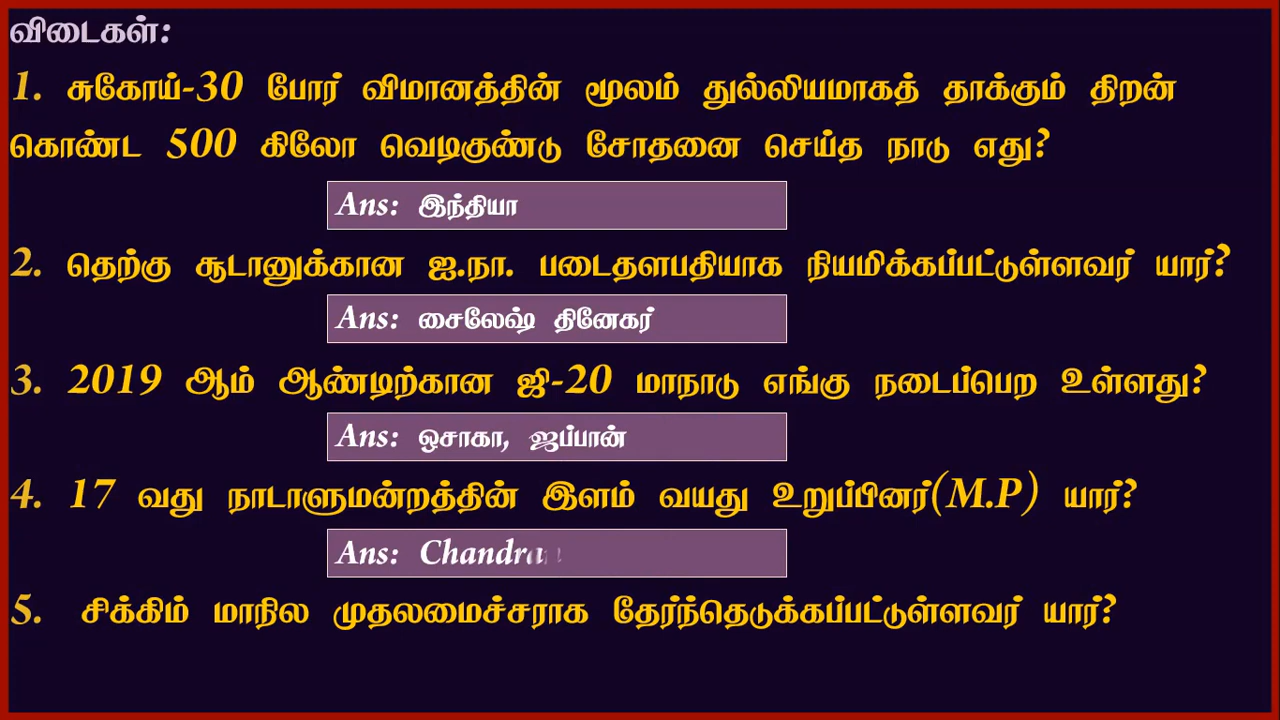 விடைகள்:
1. சுகோய்-30 போர் விமானத்தின் மூலம் துல்லியமாகத் தாக்கும் திறன்
கொண்ட 500 கிலோ வெடிகுண்டு சோதனை செய்த நாடு எது?
Ans: இந்தியா
2. தெற்கு சூடானுக்கான ஐ.நா. படைதளபதியாக நியமிக்கப்பட்டுள்ளவர் யார்?
Ans: சைலேஷ் தினேகர்
3. 2019 ஆம் ஆண்டிற்கான ஜி-20 மாநாடு எங்கு நடைப்பெற உள்ளது?
Ans: ஒசாகா, ஜப்பான்
4. 17 வது நாடாளுமன்றத்தின் இளம் வயது உறுப்பினர்(M.P) யார்?
Ans: Chandra
5. சிக்கிம் மாநில முதலமைச்சராக தேர்ந்தெடுக்கப்பட்டுள்ளவர் யார்?